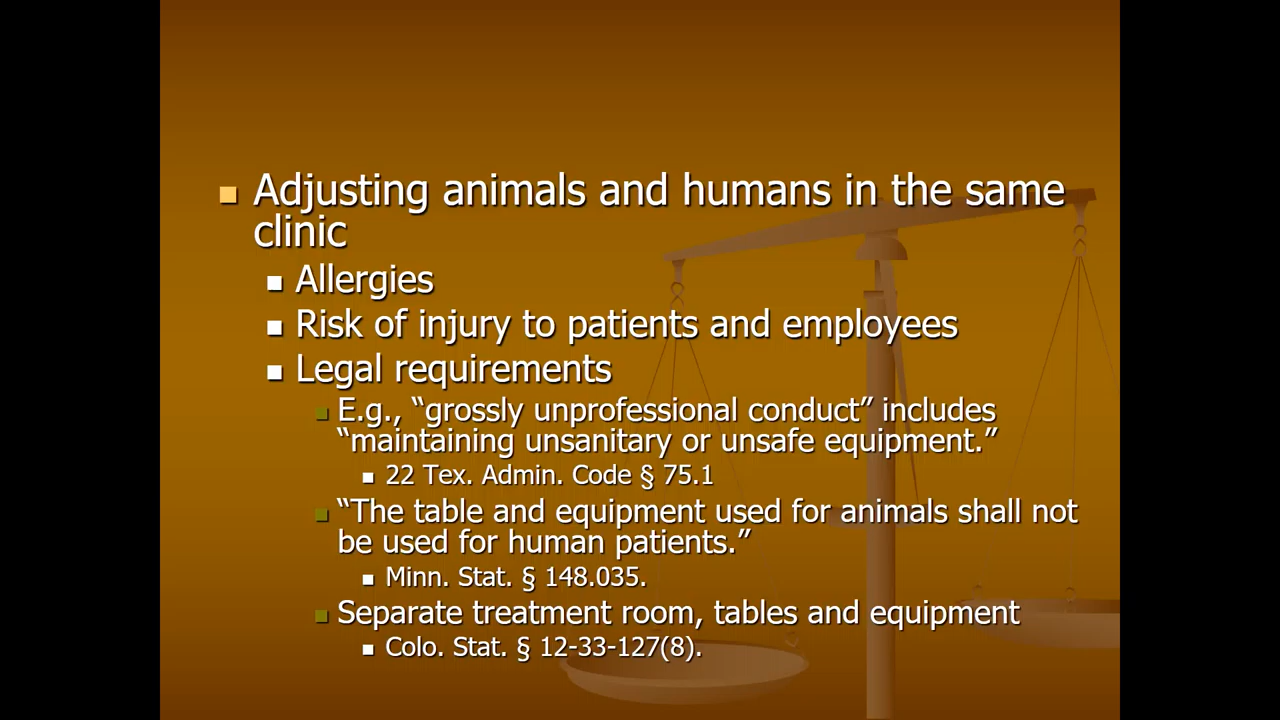 Adjusting animals and humans in the same
clinic
Allergies
Risk of injury to patients and employees
Legal requirements
E.g., “grossly unprofessional conduct” includes
“maintaining unsanitary or unsafe equipment.”
22 Tex. Admin. Code § 75.1
“The table and equipment used for animals shall not
be used for human patients.”
Minn. Stat. § 148.035.
Separate treatment room, tables and equipment
Colo. Stat. § 12-33-127(8).